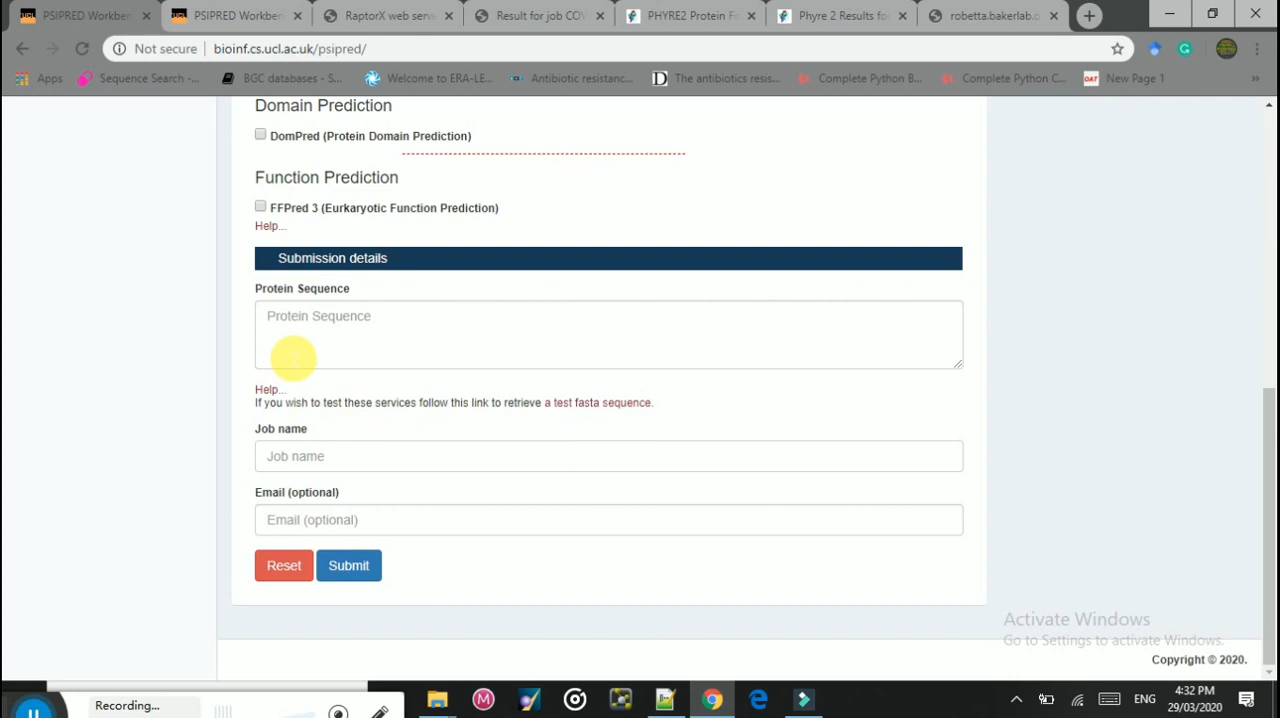 PSIPRED Workben
PSIPRED Workben
RaptorX web serv
Result for job COV
PHYRE2 Protein Fo
Phyre 2 Results fo
robetta.bakerlab.o
Not secure
bioinf.cs.ucl.ac.uk/psipred/
Apps
Sequence Search -...
BGC databases - S...
Welcome to ERA-LE...
Antibiotic resistanc...
The antibiotics resis...
Complete Python B...
Complete Python C...
New Page 1
Domain Prediction
DomPred (Protein Domain Prediction)
Function Prediction
FFPred 3 (Eurkaryotic Function Prediction)
Help...
Submission details
Protein Sequence
Protein Sequence
Help...
If you wish to test these services follow this link to retrieve a test fasta sequence.
Job name
Job name
Email (optional)
Email (optional)
Reset
Submit
Activate Windows
Go to Settings to activate Windows.
Copyright © 2020.
Recording...
ENG
4:32 PM
29/03/2020